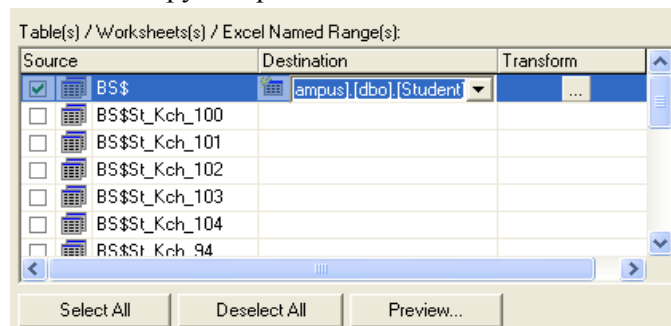 Table(s) / Worksheets(s) / Excel Named Range(s):
Source Destination Transform
BS$ ampus].[dbo].[Student] ...
BS$St_Kch_100
BS$St_Kch_101
BS$St_Kch_102
BS$St_Kch_103
BS$St_Kch_104
BS$St_Kch_94
Select All Deselect All Preview...